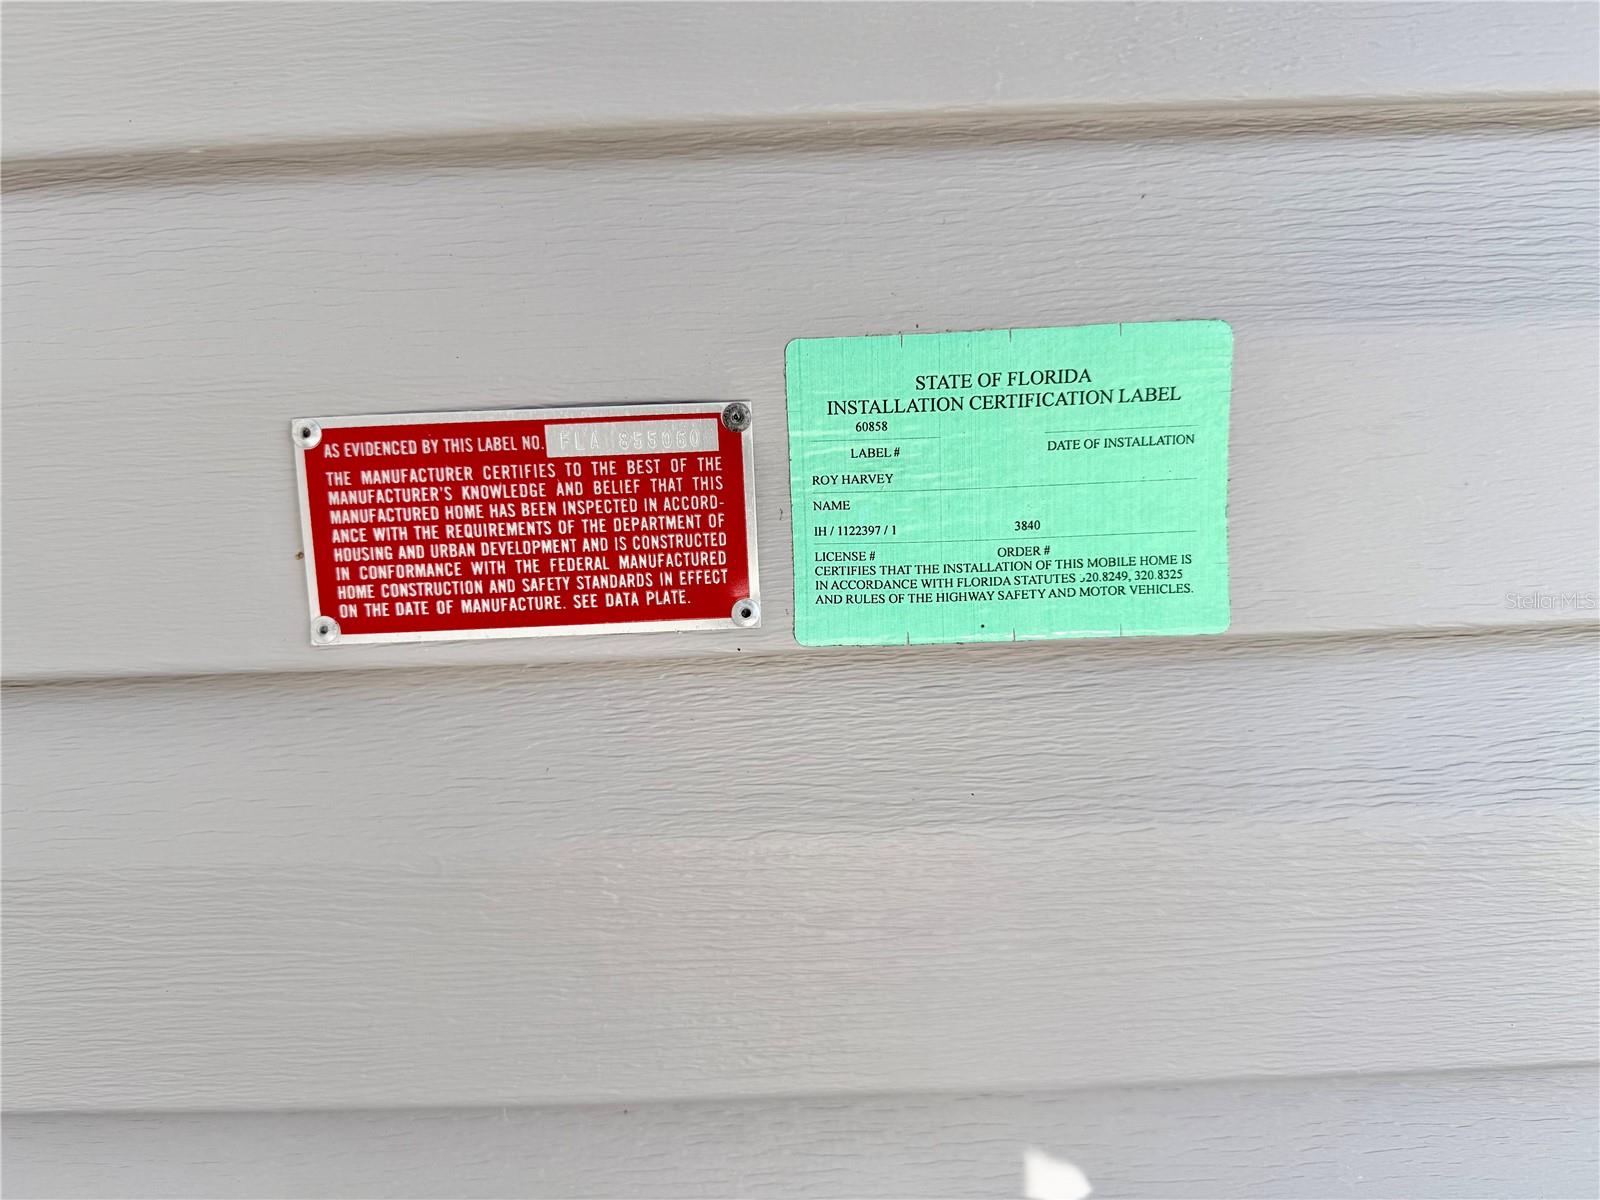 AS EVIDENCED BY THIS LABEL NO. FLA 855060
THE MANUFACTURER CERTIFIES TO THE BEST OF THE
MANUFACTURER'S KNOWLEDGE AND BELIEF THAT THIS
MANUFACTURED HOME HAS BEEN INSPECTED IN ACCORD-
ANCE WITH THE REQUIREMENTS OF THE DEPARTMENT OF
HOUSING AND URBAN DEVELOPMENT AND IS CONSTRUCTED
IN CONFORMANCE WITH THE FEDERAL MANUFACTURED
HOME CONSTRUCTION AND SAFETY STANDARDS IN EFFECT
ON THE DATE OF MANUFACTURE. SEE DATA PLATE.
STATE OF FLORIDA
INSTALLATION CERTIFICATION LABEL
60858
LABEL # DATE OF INSTALLATION
ROY HARVEY
NAME
IH / 1122397 / 1 3840
LICENSE # ORDER #
CERTIFIES THAT THE INSTALLATION OF THIS MOBILE HOME IS
IN ACCORDANCE WITH FLORIDA STATUTES 320.8249, 320.8325
AND RULES OF THE HIGHWAY SAFETY AND MOTOR VEHICLES.
StellarMLS